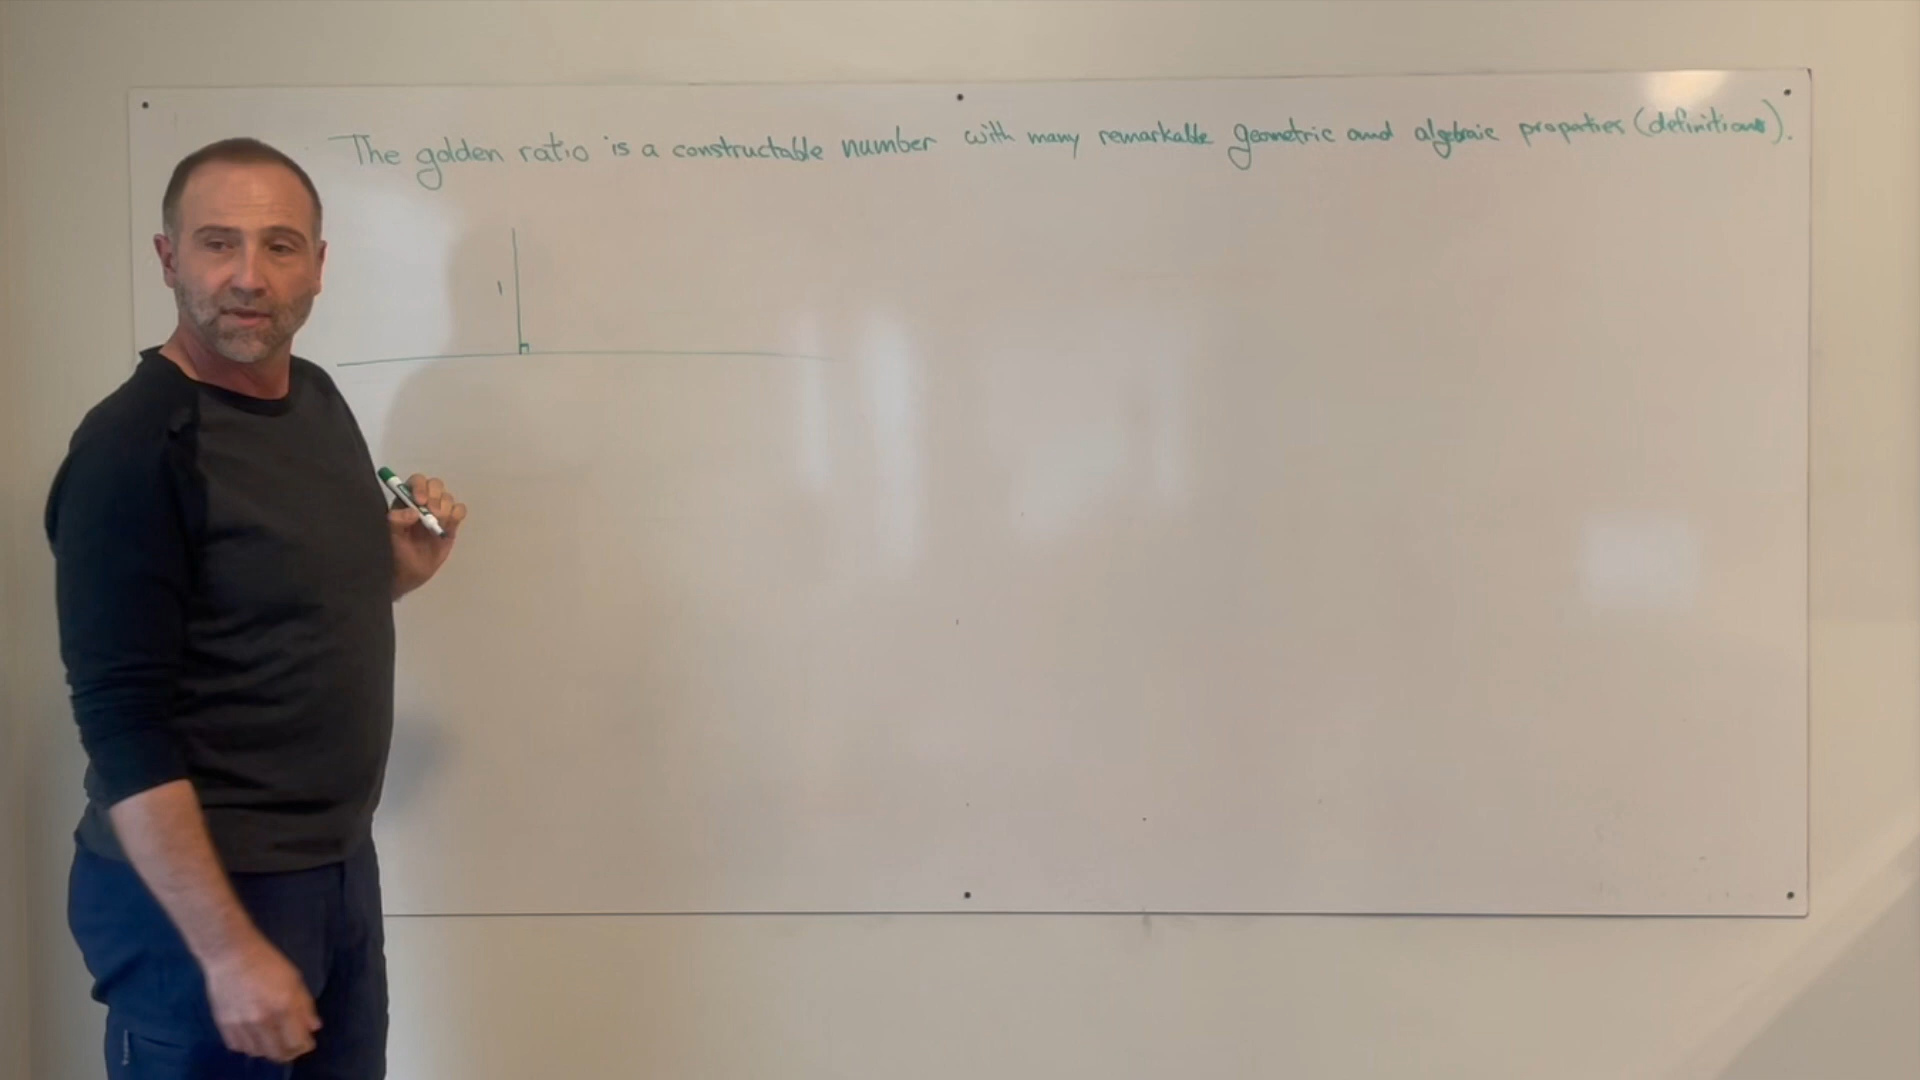 The golden ratio is a constructable number with many remarkable geometric and algebraic properties (definitions).
1